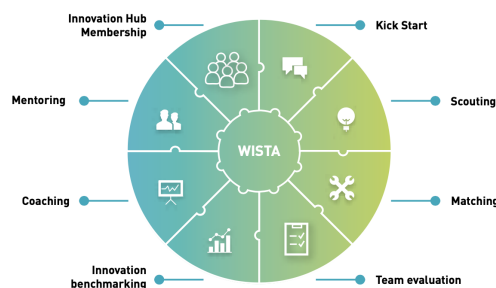 Innovation Hub
Membership
Kick Start
Mentoring
Scouting
WISTA
Coaching
Matching
Innovation
benchmarking
Team evaluation